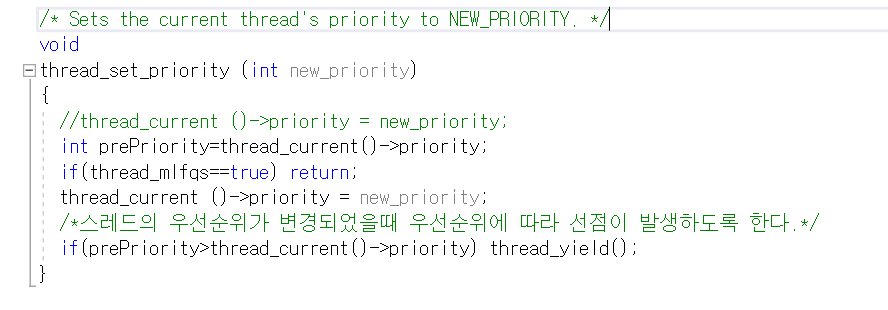 /* Sets the current thread's priority to NEW_PRIORITY. */
void
thread_set_priority (int new_priority)
{
//thread_current ()->priority = new_priority;
int prePriority=thread_current()->priority;
if(thread_mlfqs==true) return;
thread_current ()->priority = new_priority;
/*스레드의 우선순위가 변경되었을때 우선순위에 따라 선점이 발생하도록 한다.*/
if(prePriority>thread_current()->priority) thread_yield();
}